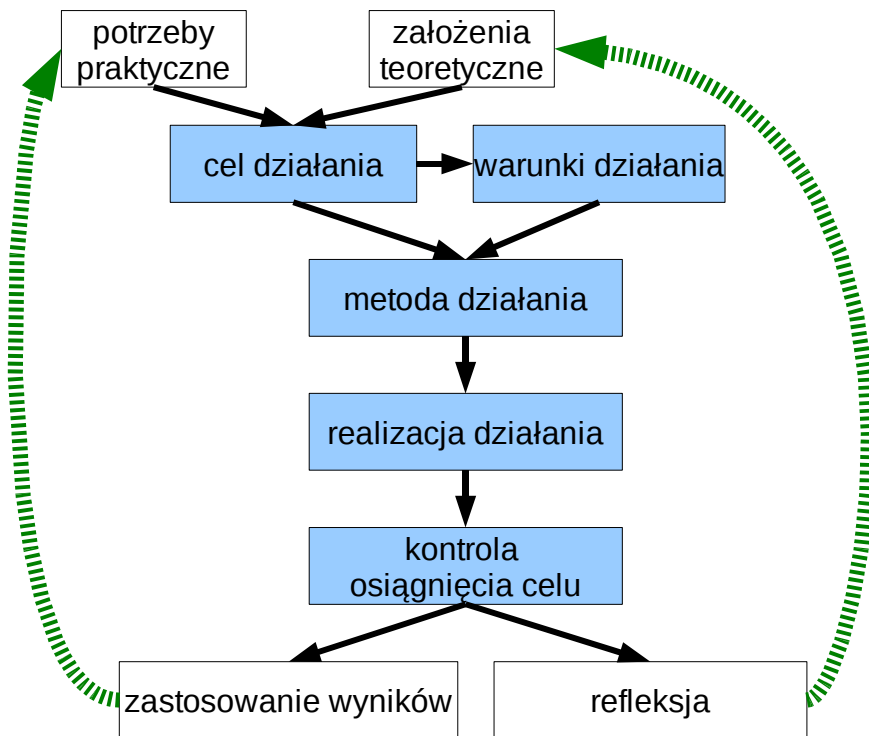 potrzeby
praktyczne
założenia
teoretyczne
cel działania
warunki działania
metoda działania
realizacja działania
kontrola
osiągnięcia celu
zastosowanie wyników
refleksja